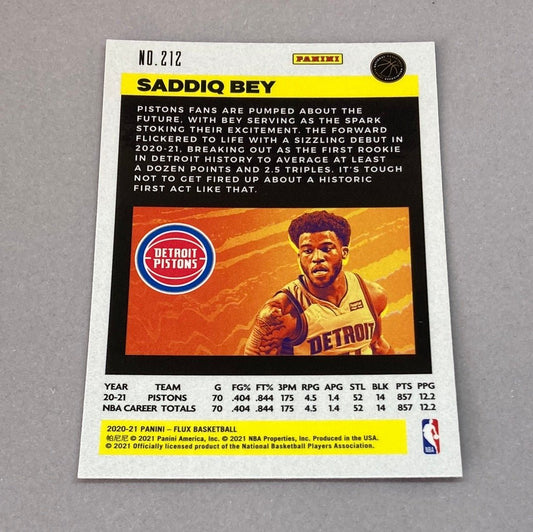 NO.212
PANINI
SADDIQ BEY
PISTONS FANS ARE PUMPED ABOUT THE
FUTURE, WITH BEY SERVING AS THE SPARK
STOKING THEIR EXCITEMENT. THE FORWARD
FLICKERED TO LIFE WITH A SIZZLING DEBUT IN
2020-21, BREAKING OUT AS THE FIRST ROOKIE
IN DETROIT HISTORY TO AVERAGE AT LEAST
A DOZEN POINTS AND 2.5 TRIPLES. IT'S TOUGH
NOT TO GET FIRED UP ABOUT A HISTORIC
FIRST ACT LIKE THAT.
DETROIT
PISTONS
DETROIT
YEAR TEAM G FG% FT% 3PM RPG APG STL BLK PTS PPG
20-21 PISTONS 70 .404 .844 175 4.5 1.4 52 14 857 12.2
NBA CAREER TOTALS 70 .404 .844 175 4.5 1.4 52 14 857 12.2
2020-21 PANINI – FLUX BASKETBALL
帕尼尼 © 2021 Panini America, Inc. © 2021 NBA Properties, Inc. Produced in the USA.
© 2021 Officially licensed product of the National Basketball Players Association.
NBA